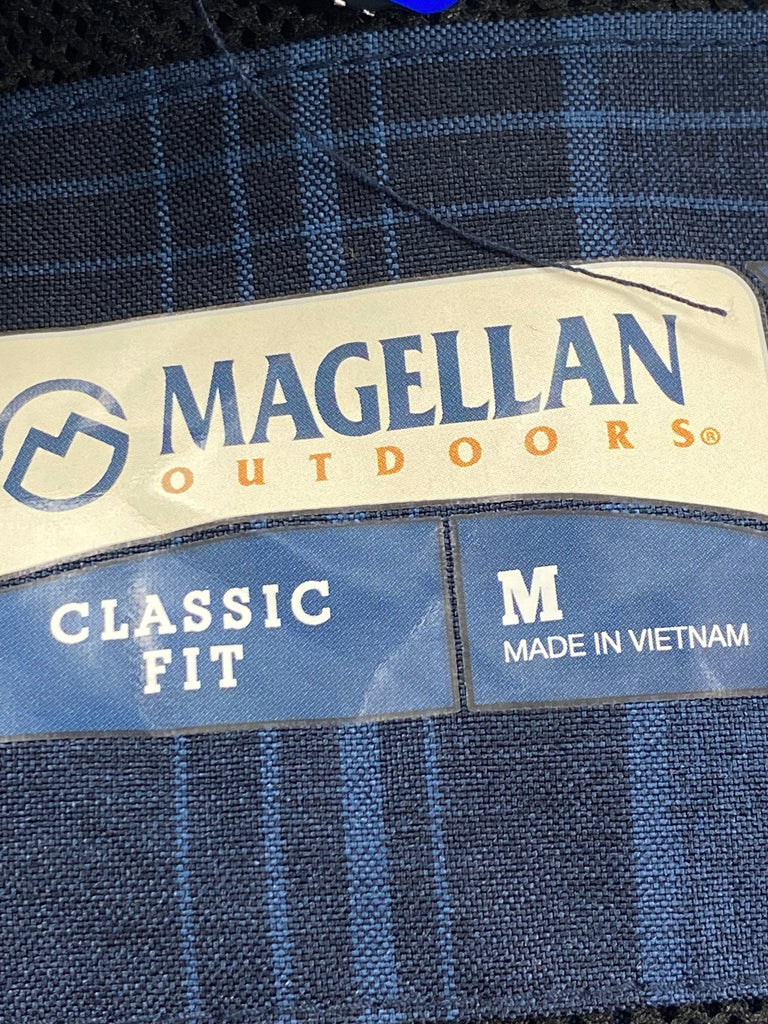 MAGELLAN
OUTDOORS®
CLASSIC
FIT
M
MADE IN VIETNAM